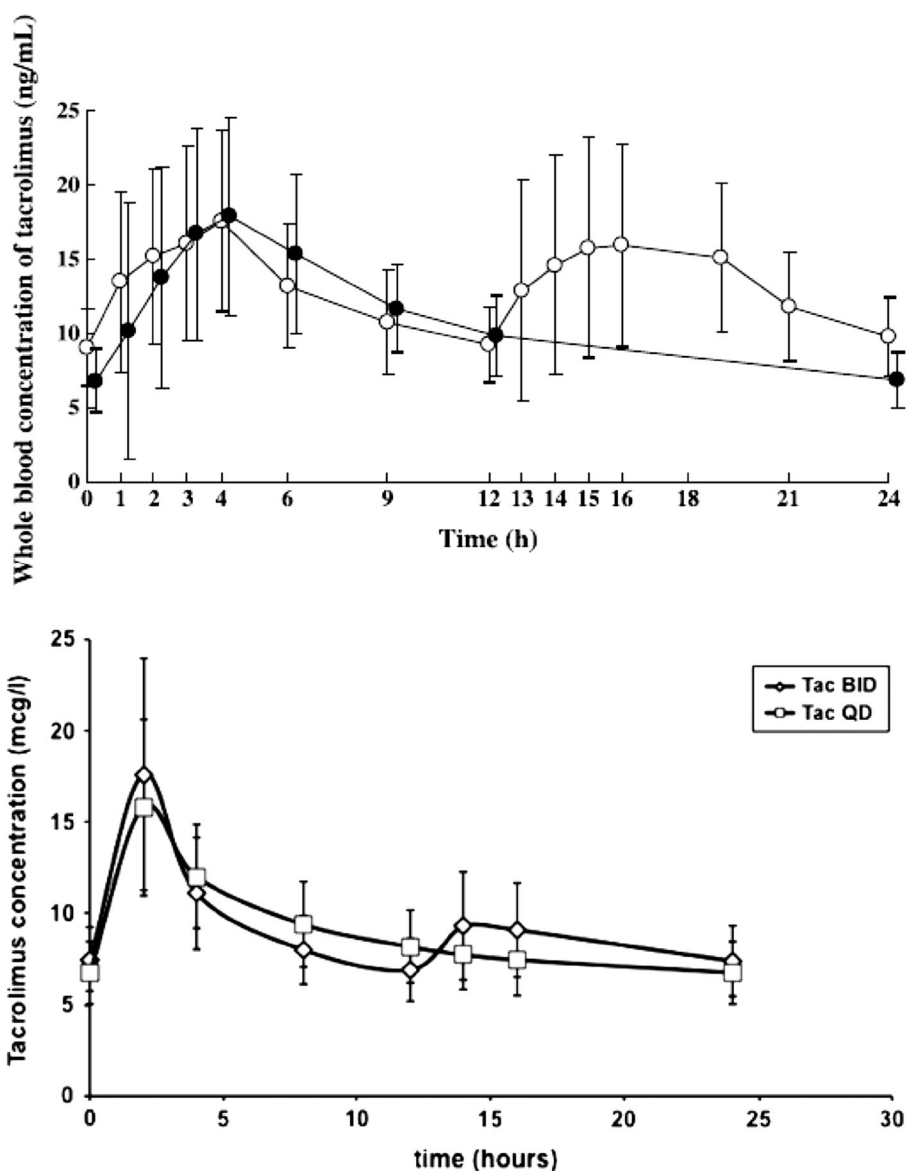 Whole blood concentration of tacrolimus (ng/mL)
25
20
15
10
5
0
0 1 2 3 4 6 9 12 13 14 15 16 18 21 24
Time (h)
Tacrolimus concentration (mcg/l)
25
20
15
10
5
0
Tac BID
Tac QD
0 5 10 15 20 25 30
time (hours)